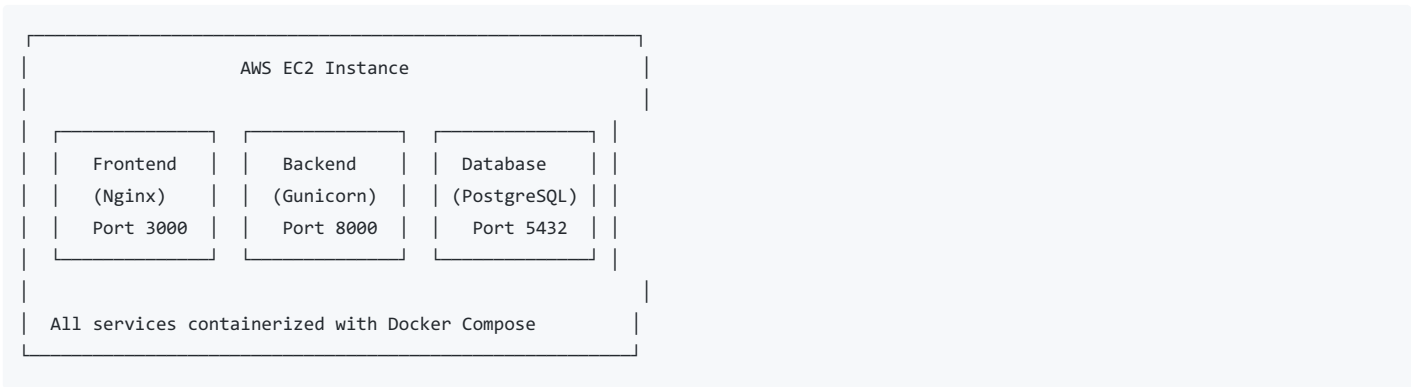 AWS EC2 Instance
Frontend Backend Database
(Nginx) (Gunicorn) (PostgreSQL)
Port 3000 Port 8000 Port 5432
All services containerized with Docker Compose